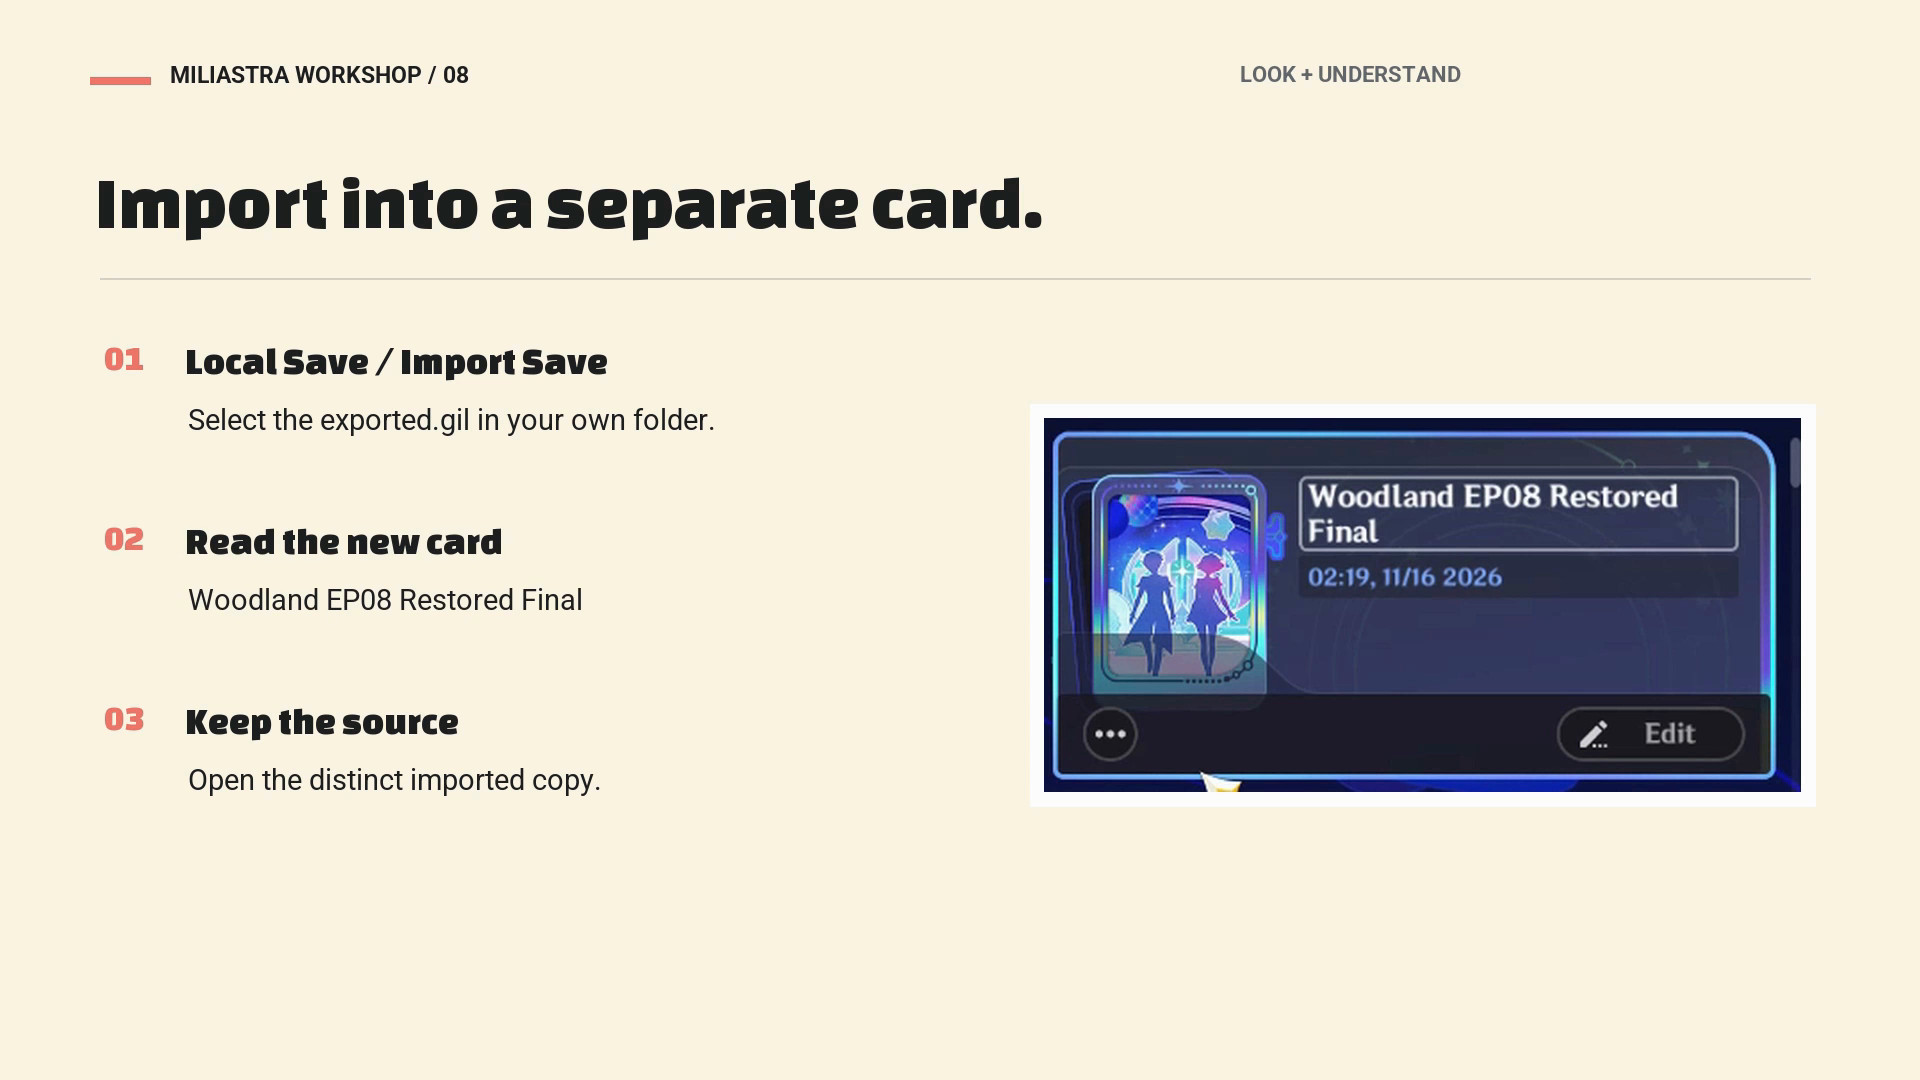 MILIASTRA WORKSHOP / 08
LOOK + UNDERSTAND
Import into a separate card.
01
Local Save / Import Save
Select the exported.gil in your own folder.
02
Read the new card
Woodland EP08 Restored Final
03
Keep the source
Open the distinct imported copy.
Woodland EP08 Restored
Final
02:19, 11/16 2026
Edit